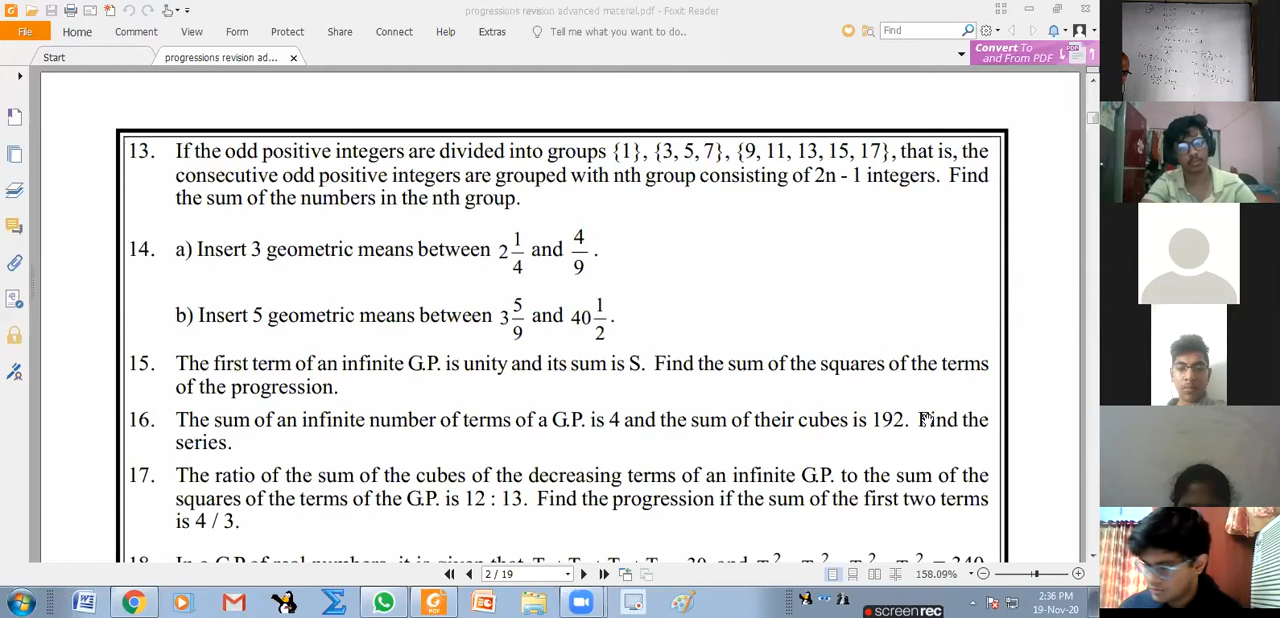 progressions revision advanced material.pdf - Foxit Reader
File Home Comment View Form Protect Share Connect Help Extras Tell me what you want to do.. Find
Start progressions revision ad... Convert To
and From PDF
13. If the odd positive integers are divided into groups {1}, {3, 5, 7}, {9, 11, 13, 15, 17}, that is, the
consecutive odd positive integers are grouped with nth group consisting of 2n - 1 integers. Find
the sum of the numbers in the nth group.
14. a) Insert 3 geometric means between 2 1/4 and 4/9 .
b) Insert 5 geometric means between 3 5/9 and 40 1/2 .
15. The first term of an infinite G.P. is unity and its sum is S. Find the sum of the squares of the terms
of the progression.
16. The sum of an infinite number of terms of a G.P. is 4 and the sum of their cubes is 192. Find the
series.
17. The ratio of the sum of the cubes of the decreasing terms of an infinite G.P. to the sum of the
squares of the terms of the G.P. is 12 : 13. Find the progression if the sum of the first two terms
is 4 / 3.
2 / 19 158.09%
screenrec
2:36 PM
19-Nov-20